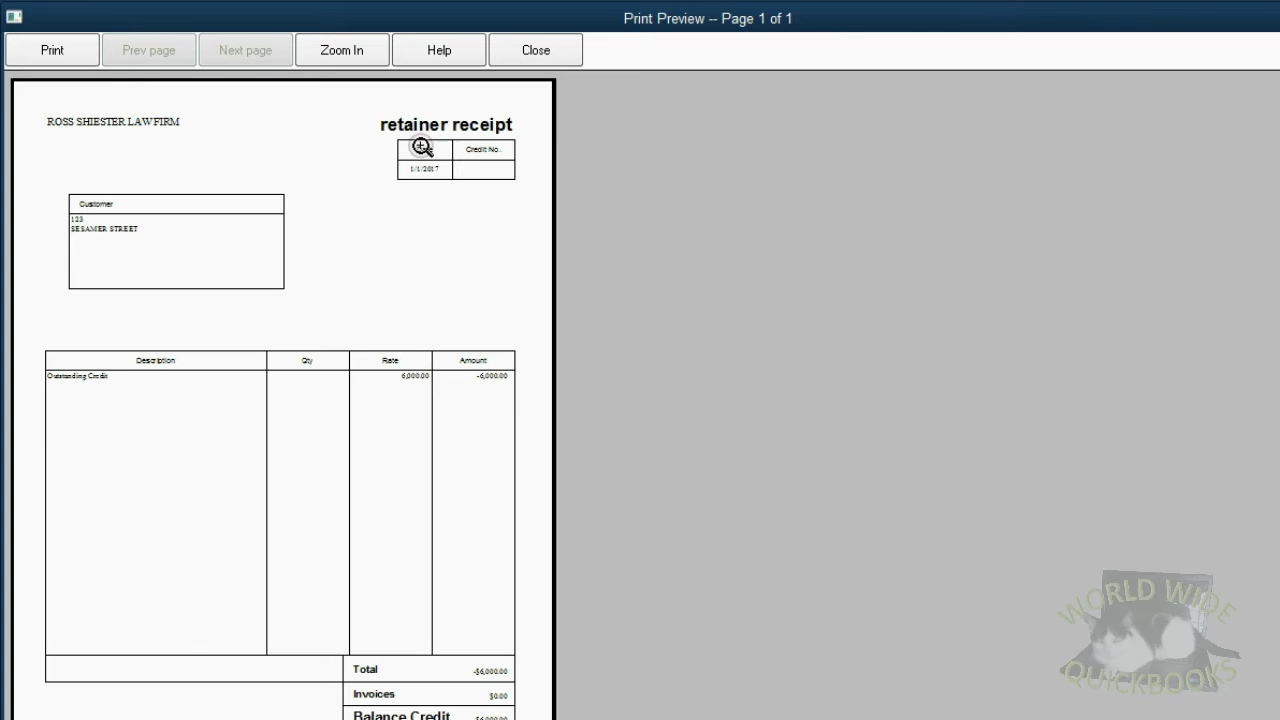 Print Preview -- Page 1 of 1
Print Prev page Next page Zoom In Help Close
ROSS SHIESTER LAW FIRM
retainer receipt
Credit No.
1/1/2017
Customer
123
SESAMER STREET
Description Qty Rate Amount
Outstanding Credit 6,000.00 -6,000.00
Total -$6,000.00
Invoices $0.00
Balance Credit
WORLD WIDE
QUICKBOOKS